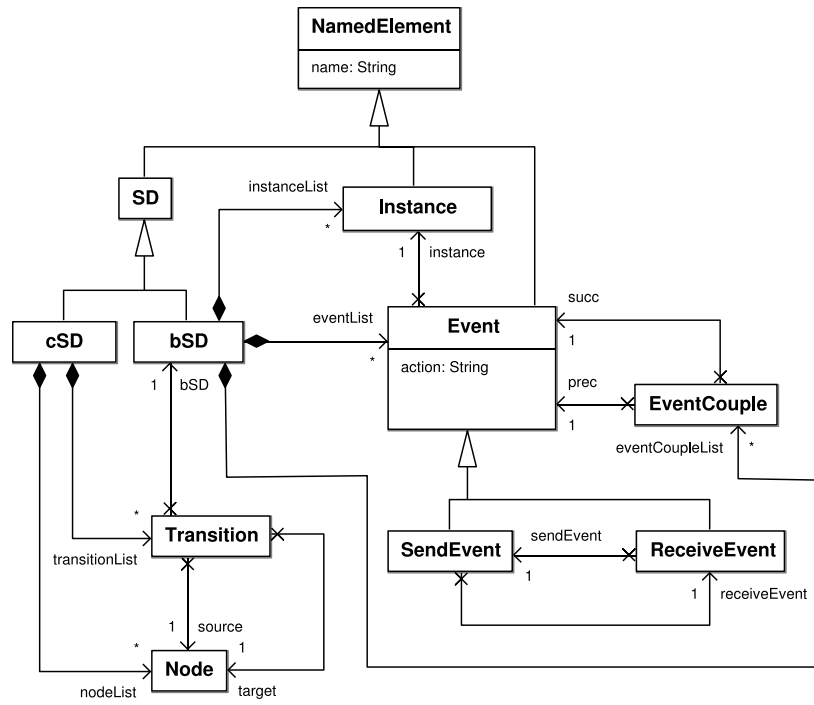 NamedElement
name: String
SD
instanceList
*
Instance
1
instance
cSD
bSD
eventList
*
Event
action: String
succ
1
prec
1
EventCouple
eventCoupleList
*
1
bSD
*
transitionList
Transition
SendEvent
sendEvent
1
ReceiveEvent
1
receiveEvent
1
source
1
*
nodeList
Node
target